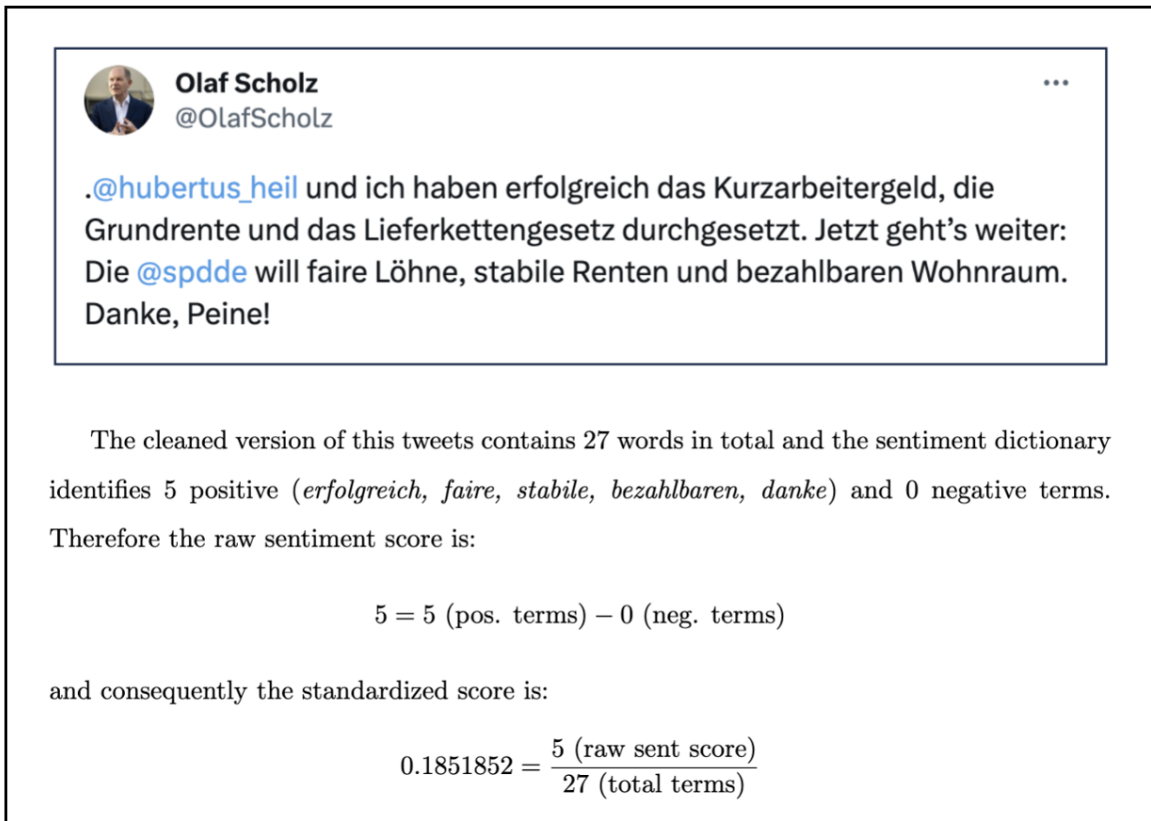 Olaf Scholz
@OlafScholz
.@hubertus_heil und ich haben erfolgreich das Kurzarbeitergeld, die
Grundrente und das Lieferkettengesetz durchgesetzt. Jetzt geht’s weiter:
Die @spdde will faire Löhne, stabile Renten und bezahlbaren Wohnraum.
Danke, Peine!
The cleaned version of this tweets contains 27 words in total and the sentiment dictionary
identifies 5 positive (erfolgreich, faire, stabile, bezahlbaren, danke) and 0 negative terms.
Therefore the raw sentiment score is:
5 = 5 (pos. terms) − 0 (neg. terms)
and consequently the standardized score is:
0.1851852 = 5 (raw sent score)
27 (total terms)